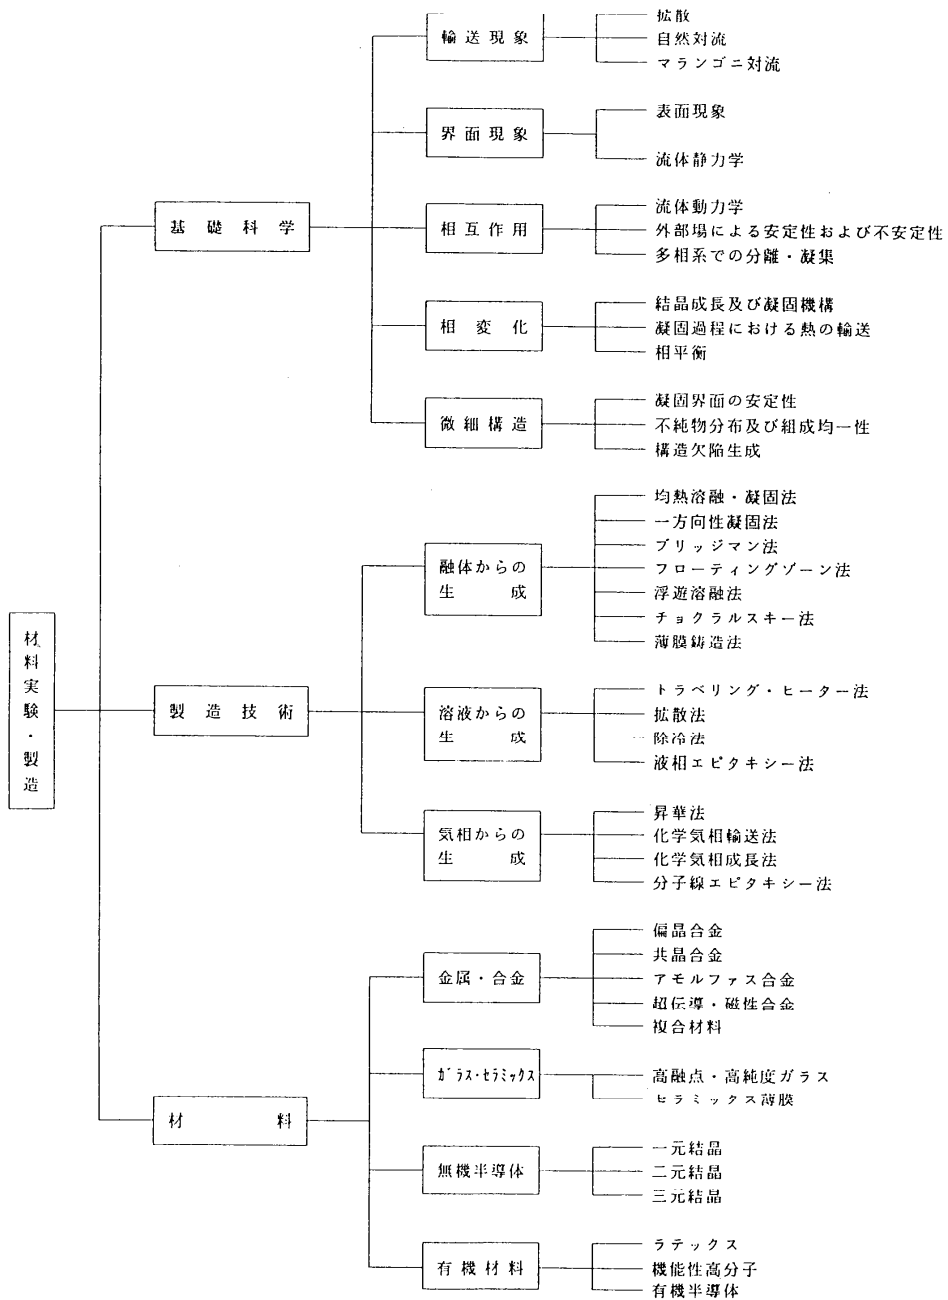 材料実験・製造
基礎科学
輸送現象
拡散
自然対流
マランゴニ対流
界面現象
表面現象
流体静力学
相互作用
流体動力学
外部場による安定性および不安定性
多相系での分離・凝集
相変化
結晶成長及び凝固機構
凝固過程における熱の輸送
相平衡
微細構造
凝固界面の安定性
不純物分布及び組成均一性
構造欠陥生成
製造技術
融体からの
生成
均熱溶融・凝固法
一方向性凝固法
ブリッジマン法
フローティングゾーン法
浮遊溶融法
チョクラルスキー法
薄膜鋳造法
溶液からの
生成
トラベリング・ヒーター法
拡散法
除冷法
液相エピタキシー法
気相からの
生成
昇華法
化学気相輸送法
化学気相成長法
分子線エピタキシー法
材料
金属・合金
偏晶合金
共晶合金
アモルファス合金
超伝導・磁性合金
複合材料
ガラス・セラミックス
高融点・高純度ガラス
セラミックス薄膜
無機半導体
一元結晶
二元結晶
三元結晶
有機材料
ラテックス
機能性高分子
有機半導体